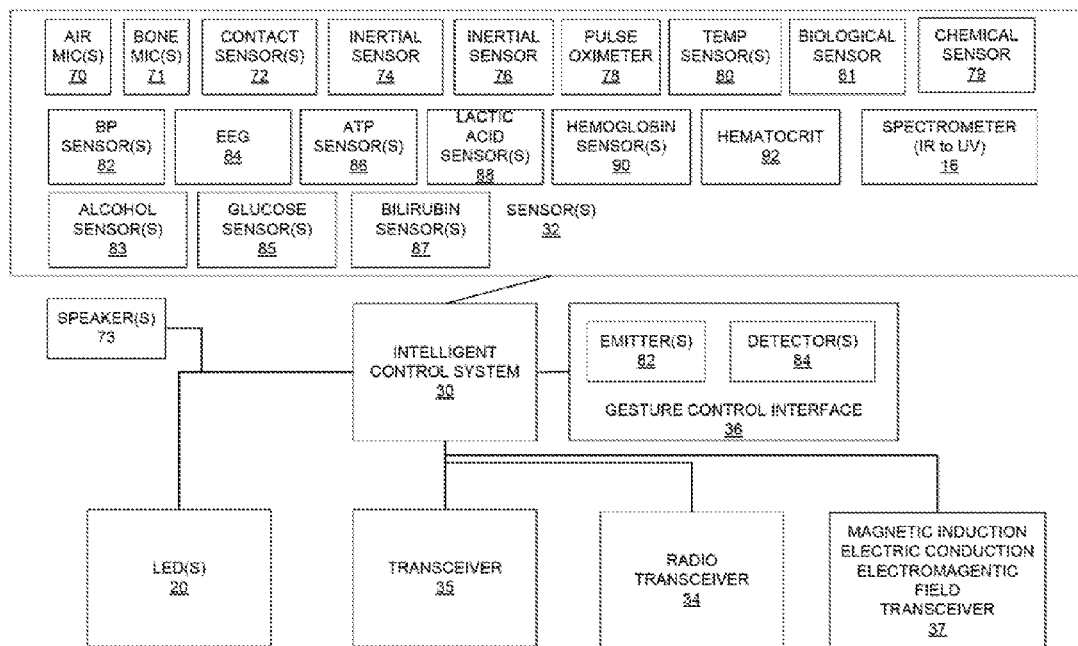 AIR
MIC(S)
70
BONE
MIC(S)
71
CONTACT
SENSOR(S)
72
INERTIAL
SENSOR
74
INERTIAL
SENSOR
76
PULSE
OXIMETER
78
TEMP
SENSOR(S)
80
BIOLOGICAL
SENSOR
81
CHEMICAL
SENSOR
79
BP
SENSOR(S)
82
EEG
84
ATP
SENSOR(S)
86
LACTIC
ACID
SENSOR(S)
88
HEMOGLOBIN
SENSOR(S)
90
HEMATOCRIT
92
SPECTROMETER
(IR to UV)
16
ALCOHOL
SENSOR(S)
83
GLUCOSE
SENSOR(S)
85
BILIRUBIN
SENSOR(S)
87
SENSOR(S)
32
SPEAKER(S)
73
INTELLIGENT
CONTROL SYSTEM
30
EMITTER(S)
82
DETECTOR(S)
84
GESTURE CONTROL INTERFACE
36
LED(S)
20
TRANSCEIVER
35
RADIO
TRANSCEIVER
34
MAGNETIC INDUCTION
ELECTRIC CONDUCTION
ELECTROMAGENTIC
FIELD
TRANSCEIVER
37